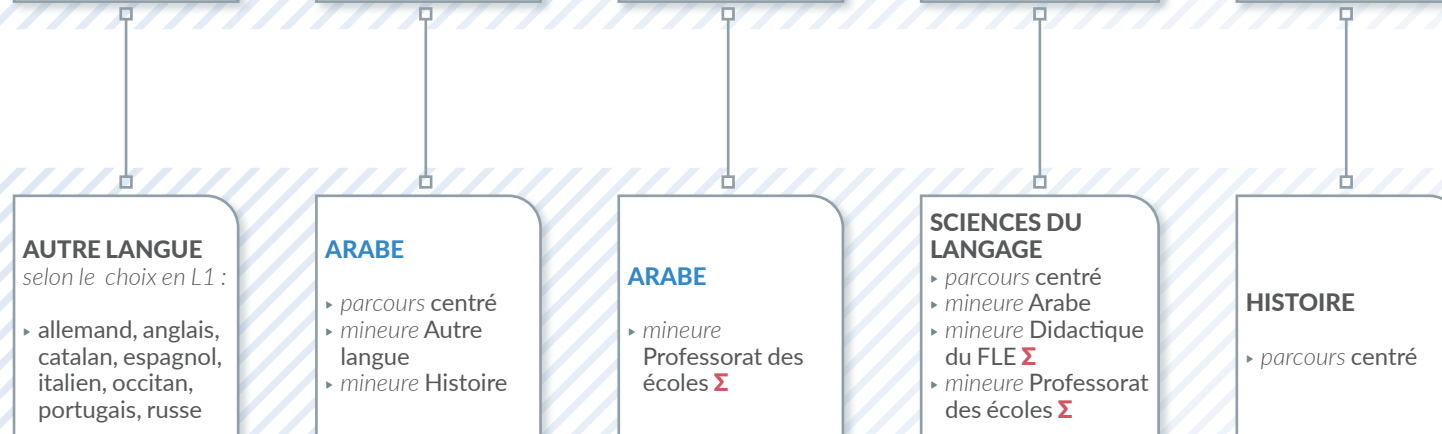 AUTRE LANGUE
selon le choix en L1 :
▸ allemand, anglais,
catalan, espagnol,
italien, occitan,
portugais, russe
ARABE
▸ parcours centré
▸ mineure Autre
langue
▸ mineure Histoire
ARABE
▸ mineure
Professorat des
écoles Σ
SCIENCES DU
LANGAGE
▸ parcours centré
▸ mineure Arabe
▸ mineure Didactique
du FLE Σ
▸ mineure Professorat
des écoles Σ
HISTOIRE
▸ parcours centré